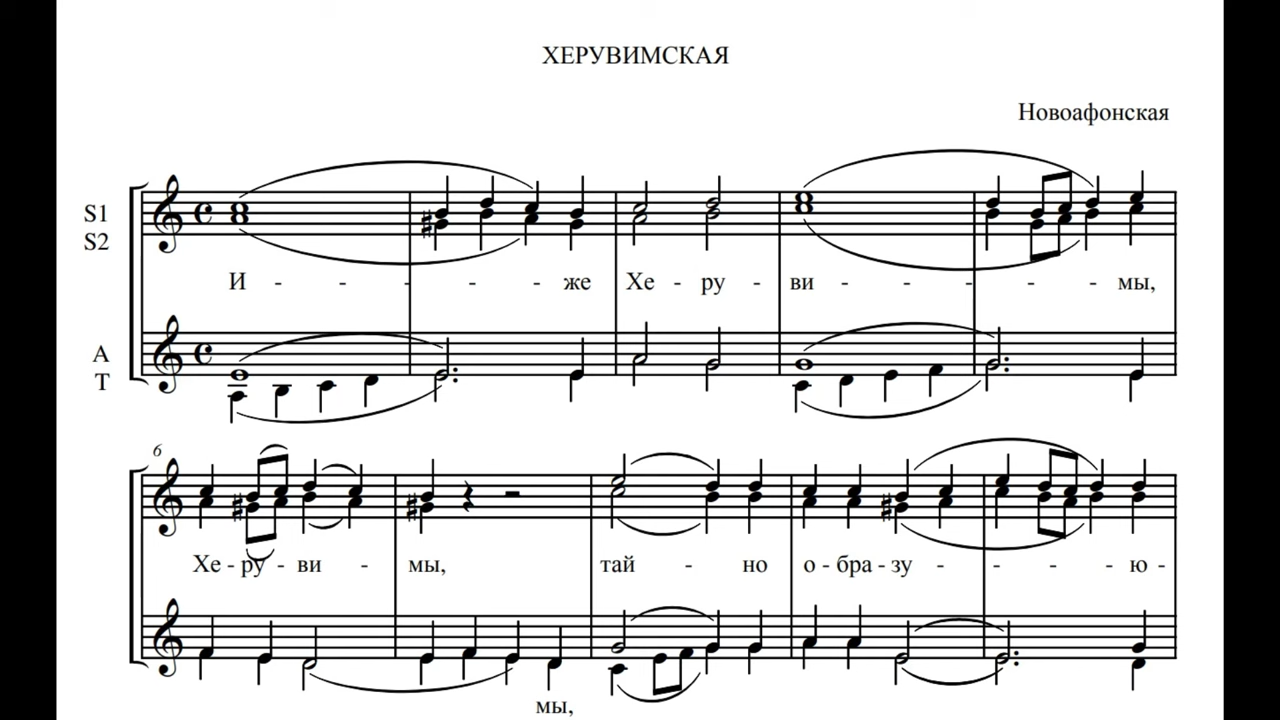 ХЕРУВИМСКАЯ
Новоафонская
S1
S2
И - - - - - же Хе - ру - ви - - - - - мы,
A
T
6
Хе - ру - ви - мы, тай - но о - бра - зу - - - - ю -
мы,